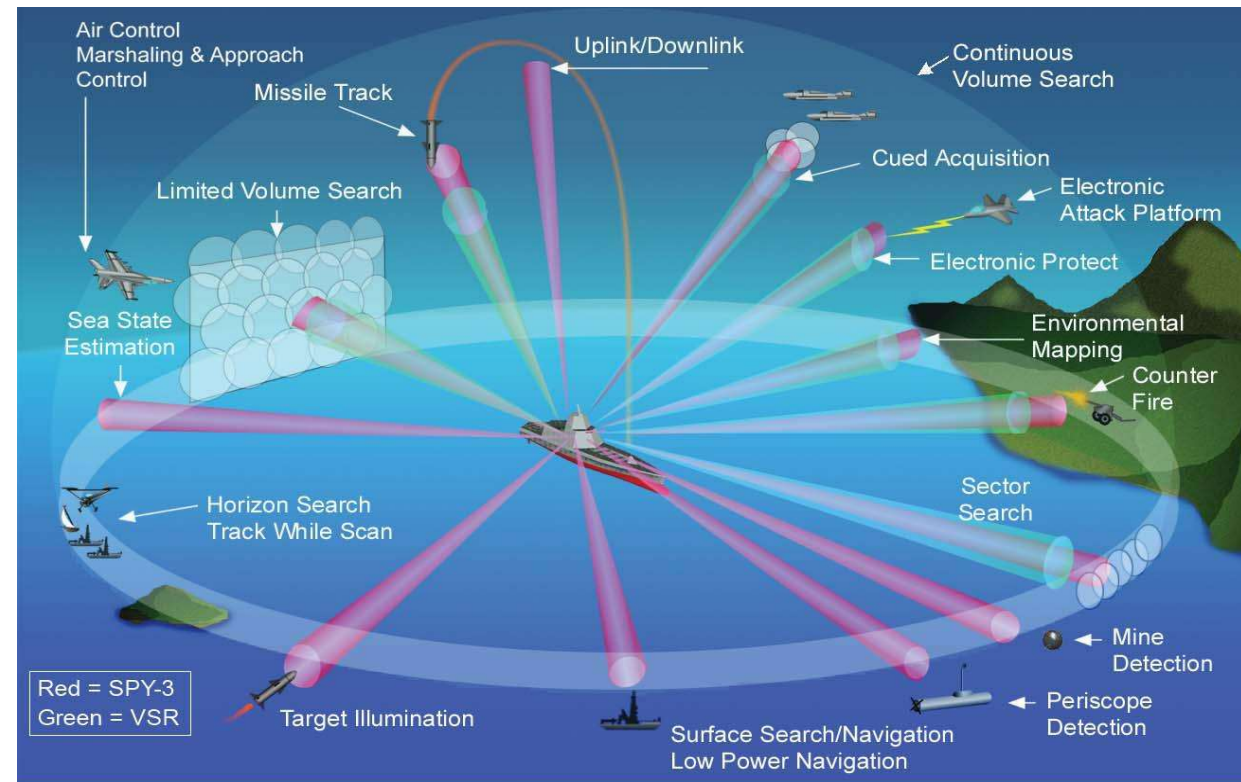 Air Control
Marshaling & Approach
Control
Uplink/Downlink
Continuous
Volume Search
Missile Track
Cued Acquisition
Limited Volume Search
Electronic
Attack Platform
Electronic Protect
Sea State
Estimation
Environmental
Mapping
Counter
Fire
Horizon Search
Track While Scan
Sector
Search
Mine
Detection
Red = SPY-3
Green = VSR
Target Illumination
Surface Search/Navigation
Low Power Navigation
Periscope
Detection